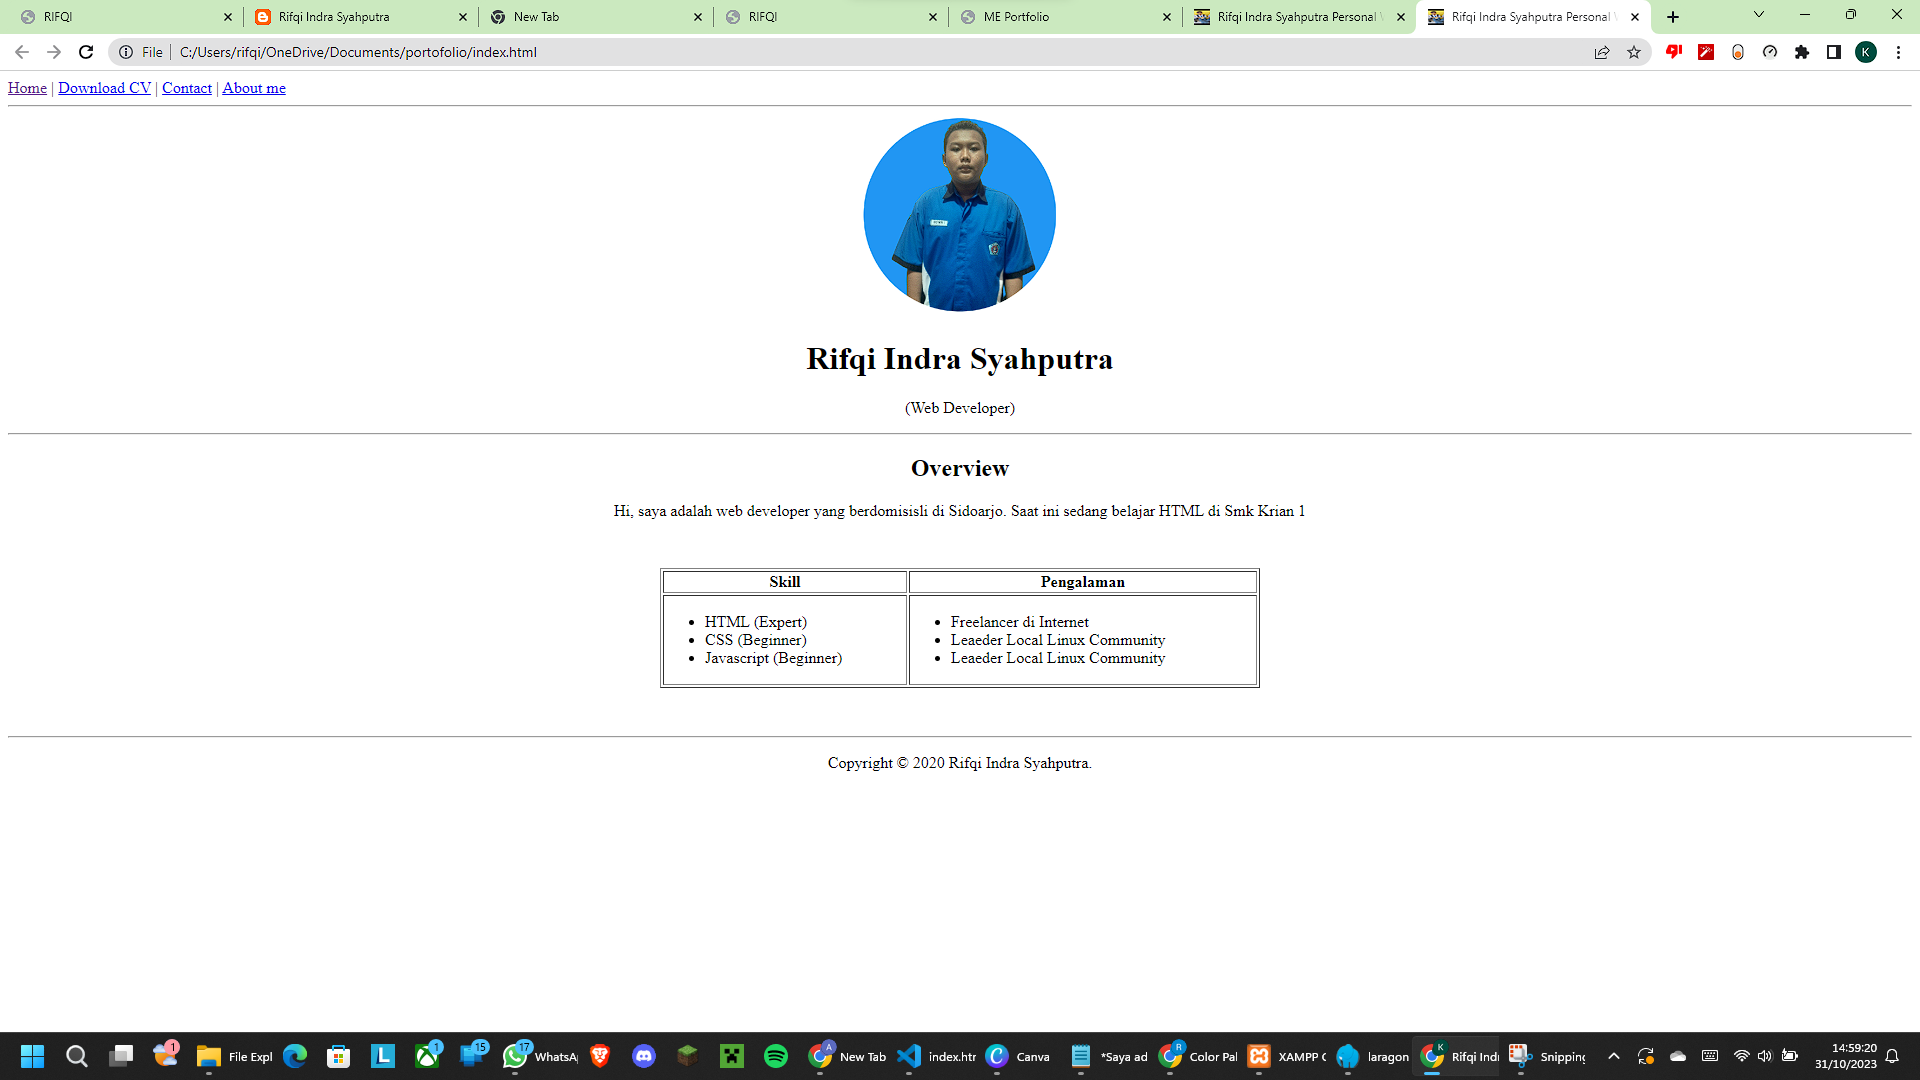 RIFQI
Rifqi Indra Syahputra
New Tab
RIFQI
ME Portfolio
Rifqi Indra Syahputra Personal
Rifqi Indra Syahputra Personal
File
C:/Users/rifqi/OneDrive/Documents/portofolio/index.html
K
Home | Download CV | Contact | About me
Rifqi Indra Syahputra
(Web Developer)
Overview
Hi, saya adalah web developer yang berdomisisli di Sidoarjo. Saat ini sedang belajar HTML di Smk Krian 1
Skill
Pengalaman
HTML (Expert)
CSS (Beginner)
Javascript (Beginner)
Freelancer di Internet
Leaeder Local Linux Community
Leaeder Local Linux Community
Copyright © 2020 Rifqi Indra Syahputra.
1
File Expl
L
1
15
17
WhatsA
A
New Tab
index.ht
C
Canva
*Saya ad
R
Color Pal
XAMPP C
laragon
K
Rifqi Ind
Snipping
14:59:20
31/10/2023